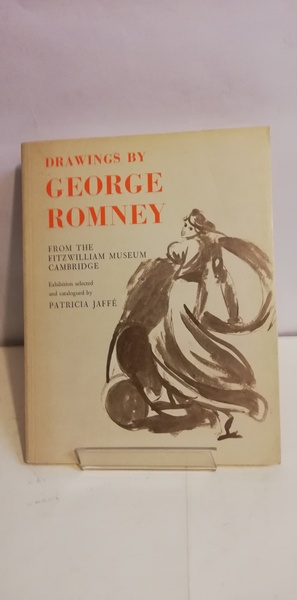 DRAWINGS BY
GEORGE
ROMNEY
FROM THE
FITZWILLIAM MUSEUM
CAMBRIDGE
Exhibition selected
and catalogued by
PATRICIA JAFFÉ